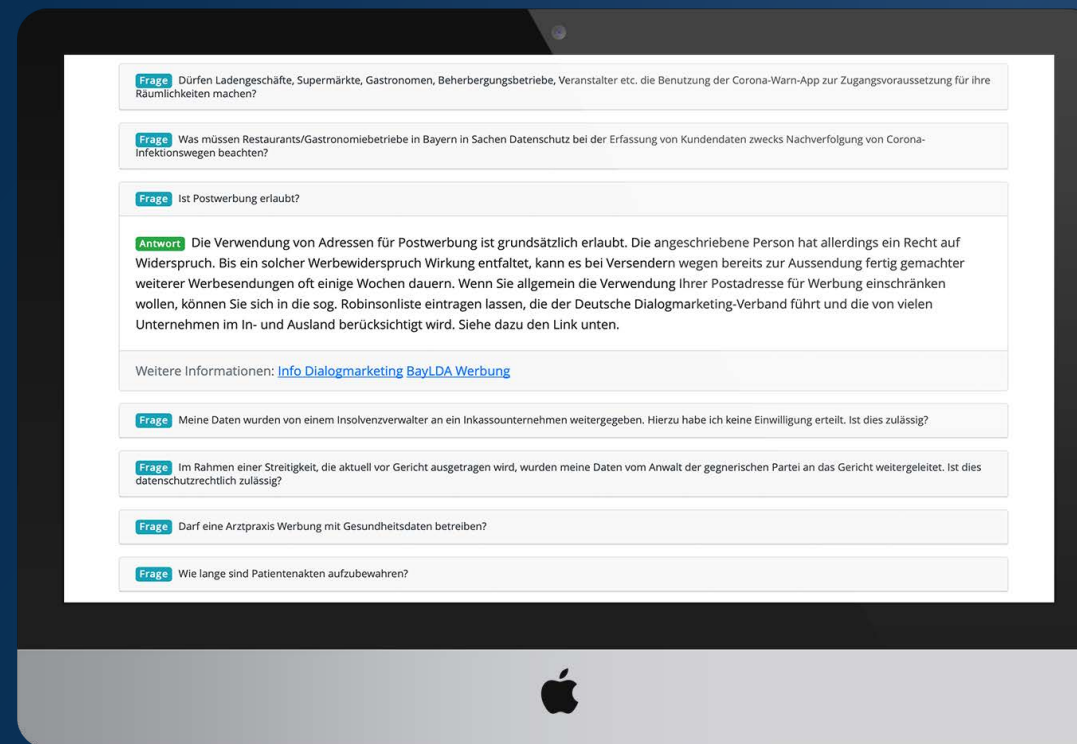 Frage Dürfen Ladengeschäfte, Supermärkte, Gastronomen, Beherbergungsbetriebe, Veranstalter etc. die Benutzung der Corona-Warn-App zur Zugangsvoraussetzung für ihre
Räumlichkeiten machen?
Frage Was müssen Restaurants/Gastronomiebetriebe in Bayern in Sachen Datenschutz bei der Erfassung von Kundendaten zwecks Nachverfolgung von Corona-
Infektionswegen beachten?
Frage Ist Postwerbung erlaubt?
Antwort Die Verwendung von Adressen für Postwerbung ist grundsätzlich erlaubt. Die angeschriebene Person hat allerdings ein Recht auf
Widerspruch. Bis ein solcher Werbewiderspruch Wirkung entfaltet, kann es bei Versendern wegen bereits zur Aussendung fertig gemachter
weiterer Werbesendungen oft einige Wochen dauern. Wenn Sie allgemein die Verwendung Ihrer Postadresse für Werbung einschränken
wollen, können Sie sich in die sog. Robinsonliste eintragen lassen, die der Deutsche Dialogmarketing-Verband führt und die von vielen
Unternehmen im In- und Ausland berücksichtigt wird. Siehe dazu den Link unten.
Weitere Informationen: Info Dialogmarketing BayLDA Werbung
Frage Meine Daten wurden von einem Insolvenzverwalter an ein Inkassounternehmen weitergegeben. Hierzu habe ich keine Einwilligung erteilt. Ist dies zulässig?
Frage Im Rahmen einer Streitigkeit, die aktuell vor Gericht ausgetragen wird, wurden meine Daten vom Anwalt der gegnerischen Partei an das Gericht weitergeleitet. Ist dies
datenschutzrechtlich zulässig?
Frage Darf eine Arztpraxis Werbung mit Gesundheitsdaten betreiben?
Frage Wie lange sind Patientenakten aufzubewahren?